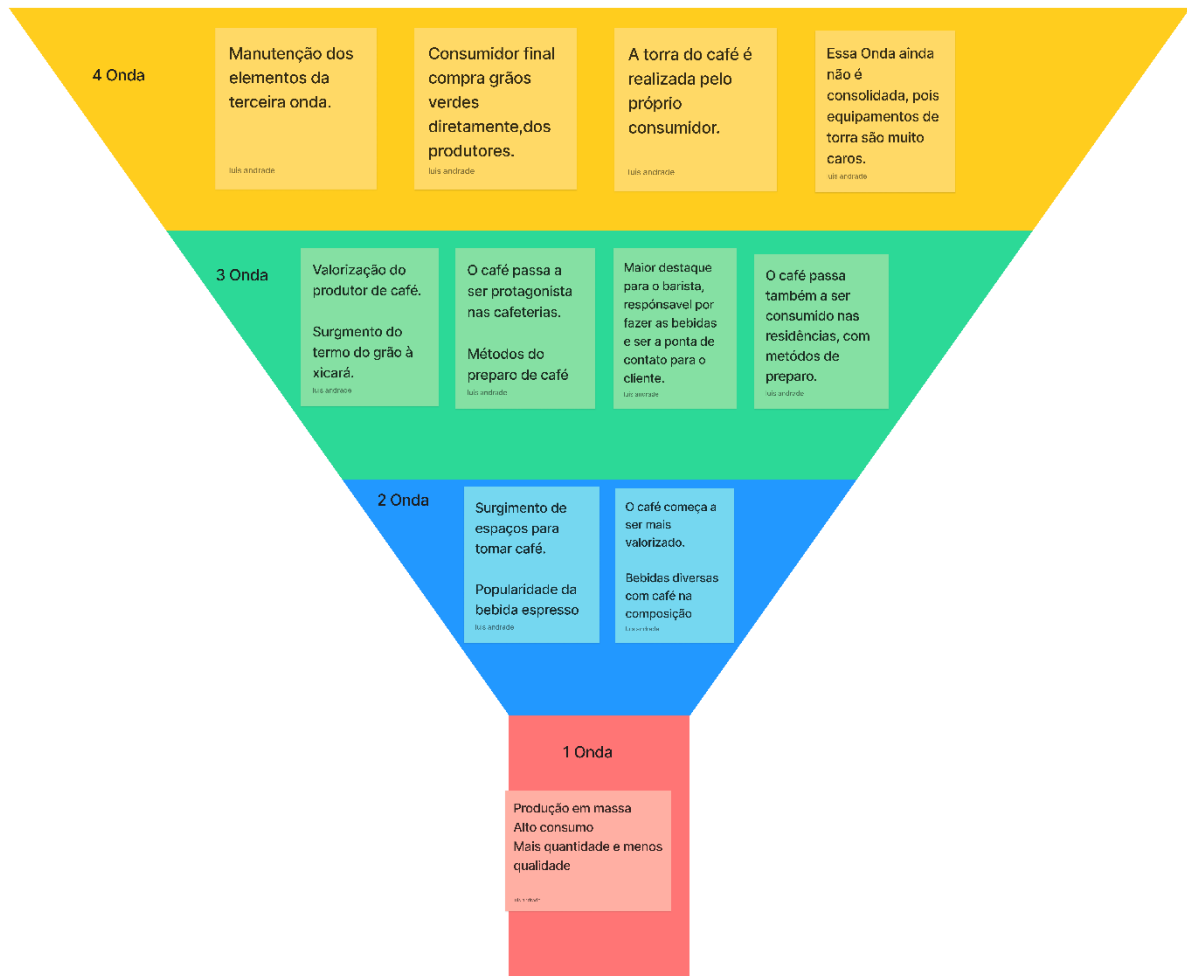 4 Onda
Manutenção dos
elementos da
terceira onda.
luis andrade
Consumidor final
compra grãos
verdes
diretamente,dos
produtores.
luis andrade
A torra do café é
realizada pelo
próprio
consumidor.
luis andrade
Essa Onda ainda
não é
consolidada, pois
equipamentos de
torra são muito
caros.
luis andrade
3 Onda
Valorização do
produtor de café.
Surgmento do
termo do grão à
xicará.
luis andrade
O café passa a
ser protagonista
nas cafeterias.
Métodos do
preparo de café
luis andrade
Maior destaque
para o barista,
respónsavel por
fazer as bebidas
e ser a ponta de
contato para o
cliente.
luis andrade
O café passa
também a ser
consumido nas
residências, com
metódos de
preparo.
luis andrade
2 Onda
Surgimento de
espaços para
tomar café.
Popularidade da
bebida espresso
luis andrade
O café começa a
ser mais
valorizado.
Bebidas diversas
com café na
composição
luis andrade
1 Onda
Produção em massa
Alto consumo
Mais quantidade e menos
qualidade
luis andrade